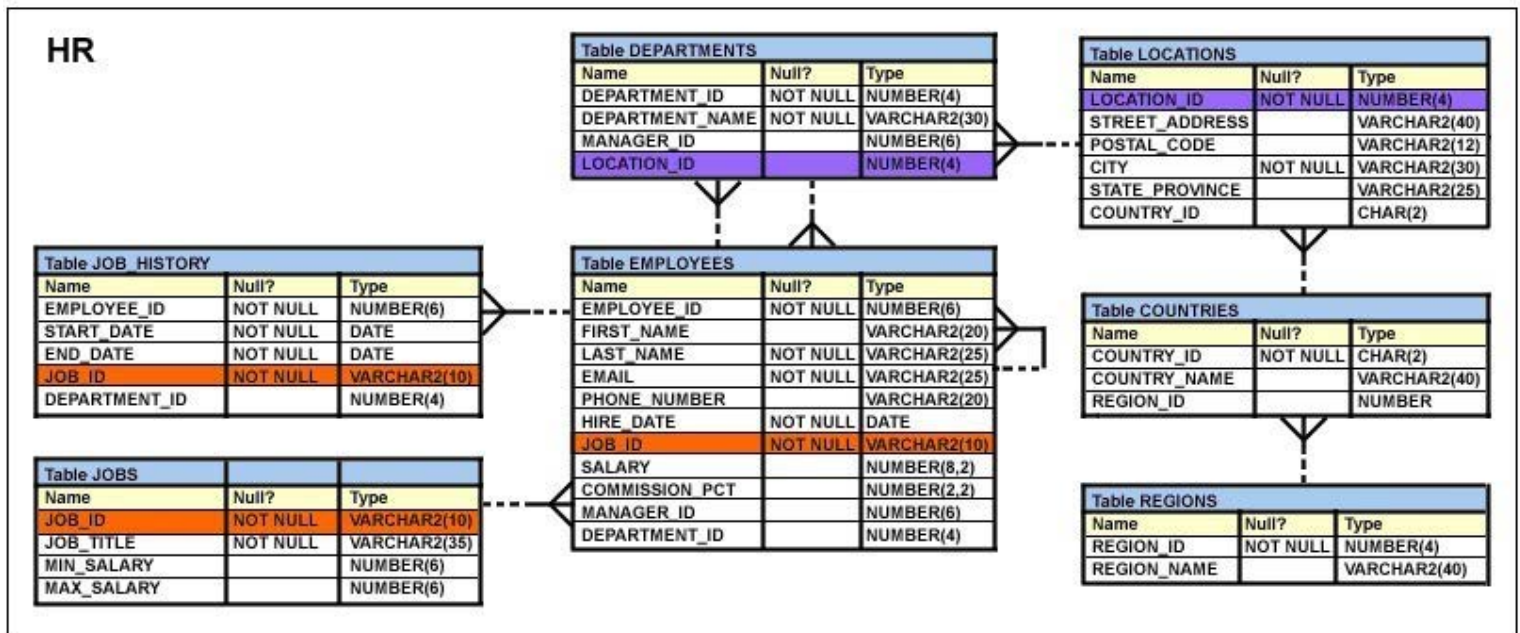 HR
Table DEPARTMENTS
Name Null? Type
DEPARTMENT_ID NOT NULL NUMBER(4)
DEPARTMENT_NAME NOT NULL VARCHAR2(30)
MANAGER_ID NUMBER(6)
LOCATION_ID NUMBER(4)
Table LOCATIONS
Name Null? Type
LOCATION_ID NOT NULL NUMBER(4)
STREET_ADDRESS VARCHAR2(40)
POSTAL_CODE VARCHAR2(12)
CITY NOT NULL VARCHAR2(30)
STATE_PROVINCE VARCHAR2(25)
COUNTRY_ID CHAR(2)
Table JOB_HISTORY
Name Null? Type
EMPLOYEE_ID NOT NULL NUMBER(6)
START_DATE NOT NULL DATE
END_DATE NOT NULL DATE
JOB_ID NOT NULL VARCHAR2(10)
DEPARTMENT_ID NUMBER(4)
Table EMPLOYEES
Name Null? Type
EMPLOYEE_ID NOT NULL NUMBER(6)
FIRST_NAME VARCHAR2(20)
LAST_NAME NOT NULL VARCHAR2(25)
EMAIL NOT NULL VARCHAR2(25)
PHONE_NUMBER VARCHAR2(20)
HIRE_DATE NOT NULL DATE
JOB_ID NOT NULL VARCHAR2(10)
SALARY NUMBER(8,2)
COMMISSION_PCT NUMBER(2,2)
MANAGER_ID NUMBER(6)
DEPARTMENT_ID NUMBER(4)
Table COUNTRIES
Name Null? Type
COUNTRY_ID NOT NULL CHAR(2)
COUNTRY_NAME VARCHAR2(40)
REGION_ID NUMBER
Table JOBS
Name Null? Type
JOB_ID NOT NULL VARCHAR2(10)
JOB_TITLE NOT NULL VARCHAR2(35)
MIN_SALARY NUMBER(6)
MAX_SALARY NUMBER(6)
Table REGIONS
Name Null? Type
REGION_ID NOT NULL NUMBER(4)
REGION_NAME VARCHAR2(40)